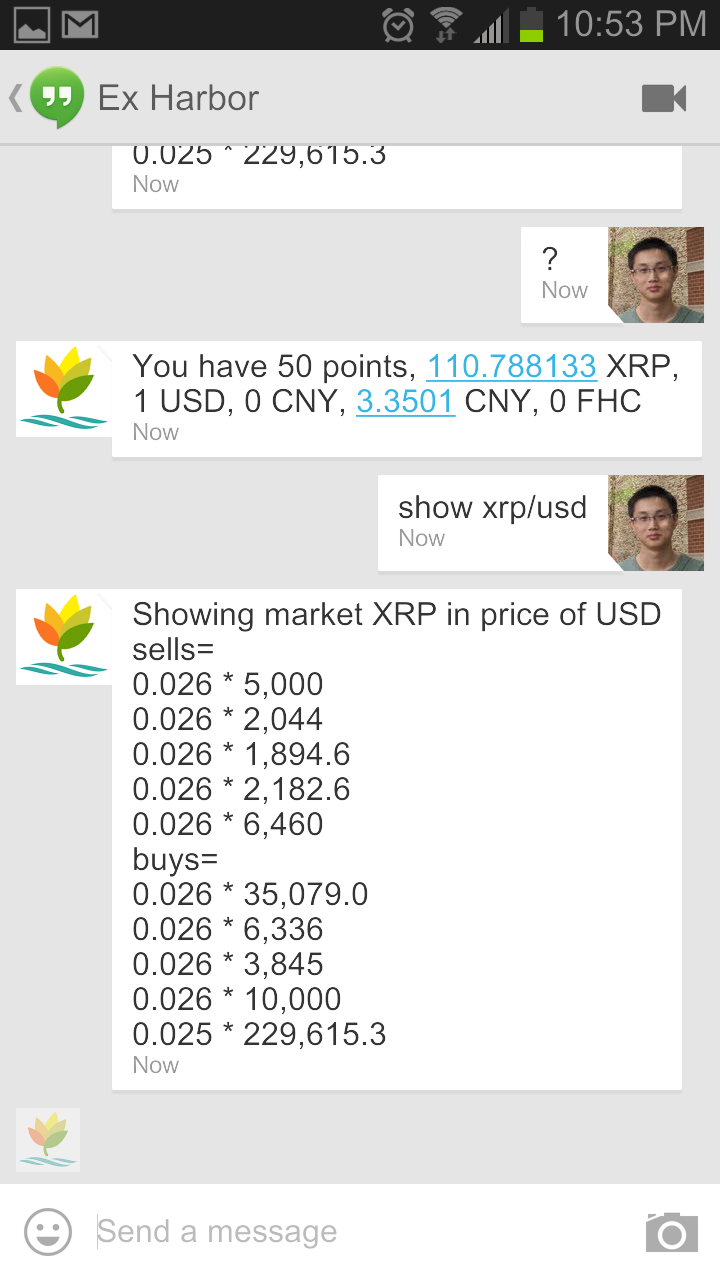 10:53 PM
Ex Harbor
0.025 * 229,615.3
Now
?
Now
You have 50 points, 110.788133 XRP,
1 USD, 0 CNY, 3.3501 CNY, 0 FHC
Now
show xrp/usd
Now
Showing market XRP in price of USD
sells=
0.026 * 5,000
0.026 * 2,044
0.026 * 1,894.6
0.026 * 2,182.6
0.026 * 6,460
buys=
0.026 * 35,079.0
0.026 * 6,336
0.026 * 3,845
0.026 * 10,000
0.025 * 229,615.3
Now
Send a message